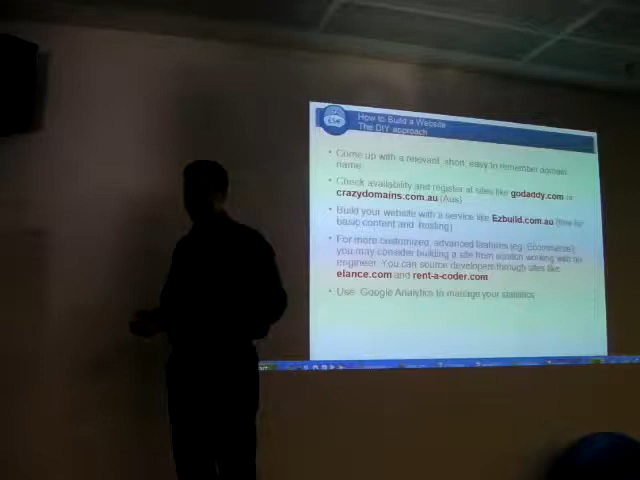 How to Build a Website
The DIY approach
• Come up with a relevant, short, easy to remember domain
name
• Check availability and register at sites like godaddy.com or
crazydomains.com.au (Aus)
• Build your website with a service like Ezbuild.com.au (free for
basic content and hosting)
• For more customized, advanced features (eg. Ecommerce),
you may consider building a site from scratch working with an
engineer. You can source developers through sites like
elance.com and rent-a-coder.com
• Use Google Analytics to manage your statistics